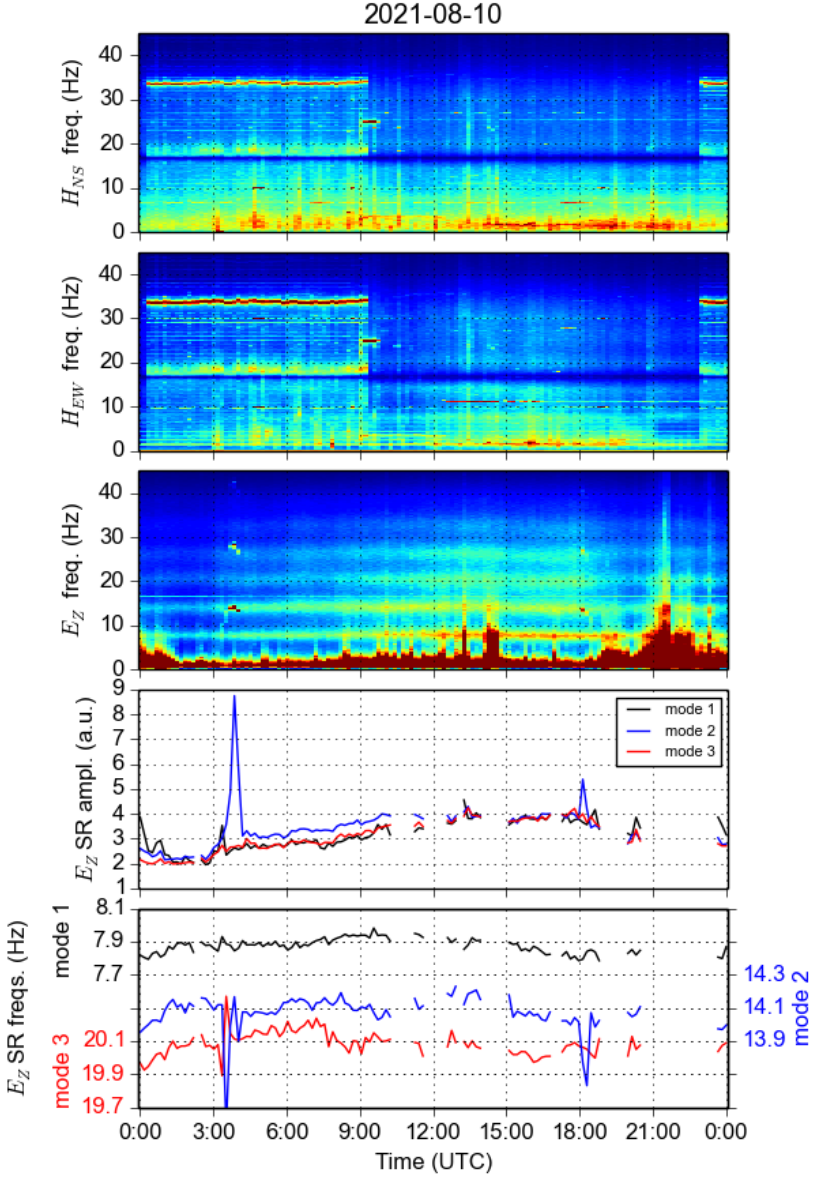 2021-08-10
H_NS freq. (Hz)
40
30
20
10
0
H_EW freq. (Hz)
40
30
20
10
0
E_Z freq. (Hz)
40
30
20
10
0
E_Z SR ampl. (a.u.)
9
8
7
6
5
4
3
2
1
mode 1
mode 2
mode 3
E_Z SR freqs. (Hz)
mode 1
8.1
7.9
7.7
mode 3
20.1
19.9
19.7
14.3
14.1
13.9
mode 2
0:00 3:00 6:00 9:00 12:00 15:00 18:00 21:00 0:00
Time (UTC)